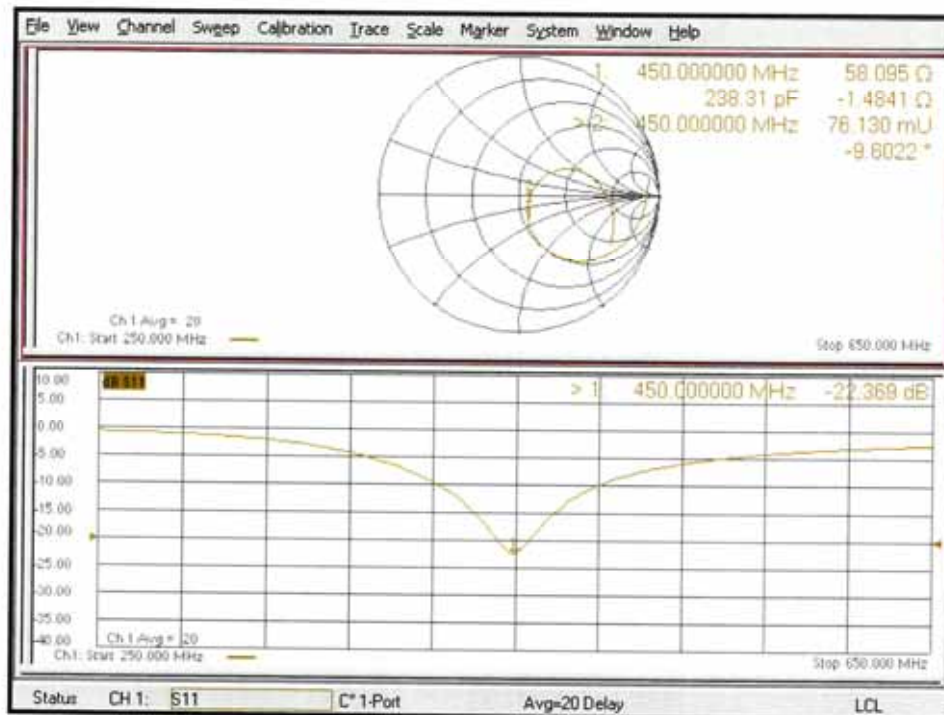 File View Channel Sweep Calibration Trace Scale Marker System Window Help
1: 450.000000 MHz 58.095 Ω
238.31 pF -1.4841 Ω
> 2: 450.000000 MHz 76.130 mU
-9.6022 °
Ch 1 Avg = 20
Ch1: Start 250.000 MHz
Stop 650.000 MHz
10.00
dB S11
> 1: 450.000000 MHz -22.369 dB
5.00
0.00
-5.00
-10.00
-15.00
-20.00
-25.00
-30.00
-35.00
-40.00
Ch 1 Avg = 20
Ch1: Start 250.000 MHz
Stop 650.000 MHz
Status CH 1: S11 C* 1-Port Avg=20 Delay LCL